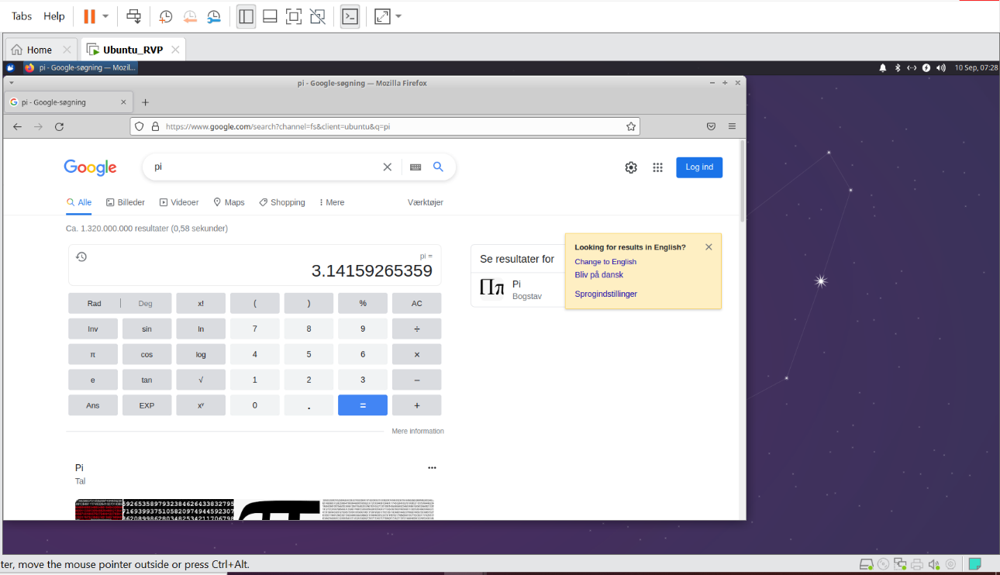 Tabs Help
Home Ubuntu_RVP
pi - Google-søgning — Mozil... 10 Sep, 07:28
pi - Google-søgning — Mozilla Firefox
pi - Google-søgning
https://www.google.com/search?channel=fs&client=ubuntu&q=pi
Google pi Log ind
Alle Billeder Videoer Maps Shopping Mere Værktøjer
Ca. 1.320.000.000 resultater (0,58 sekunder)
pi =
3.14159265359
Rad Deg x! ( ) % AC
Inv sin ln 7 8 9 ÷
π cos log 4 5 6 ×
e tan √ 1 2 3 −
Ans EXP xʸ 0 . = +
Mere information
Se resultater for
Ππ
Pi
Bogstav
Looking for results in English?
Change to English
Bliv på dansk
Sprogindstillinger
Pi
Tal
ter, move the mouse pointer outside or press Ctrl+Alt.